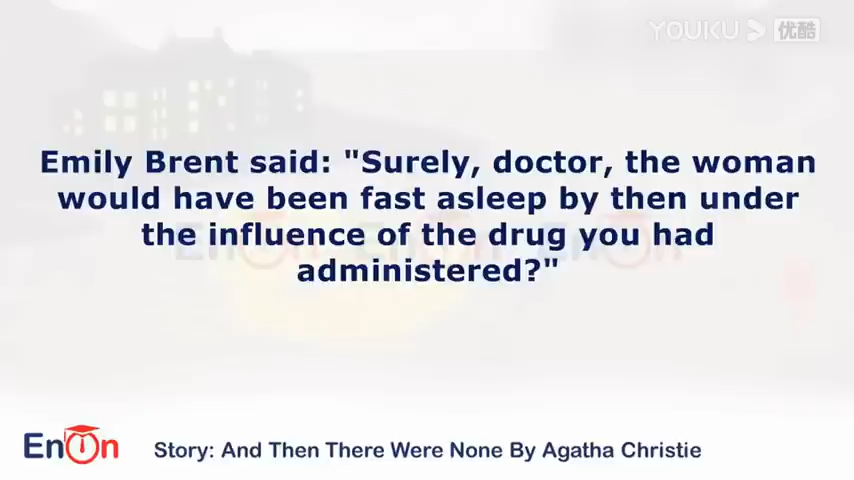 YOUKU 优酷
Emily Brent said: "Surely, doctor, the woman
would have been fast asleep by then under
the influence of the drug you had
administered?"
EnOn
Story: And Then There Were None By Agatha Christie